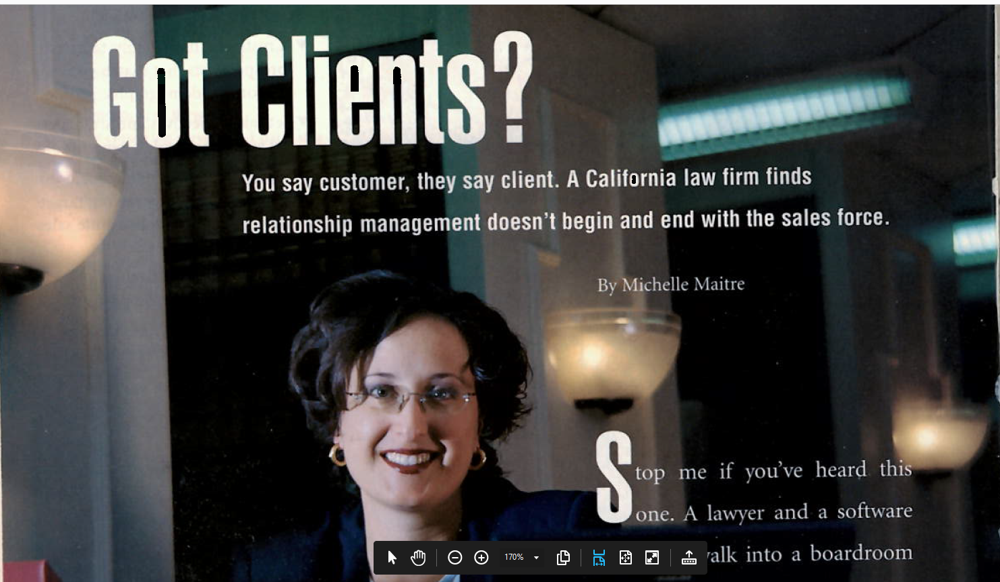 Got Clients?
You say customer, they say client. A California law firm finds
relationship management doesn't begin and end with the sales force.
By Michelle Maitre
Stop me if you've heard this
one. A lawyer and a software
walk into a boardroom
170%